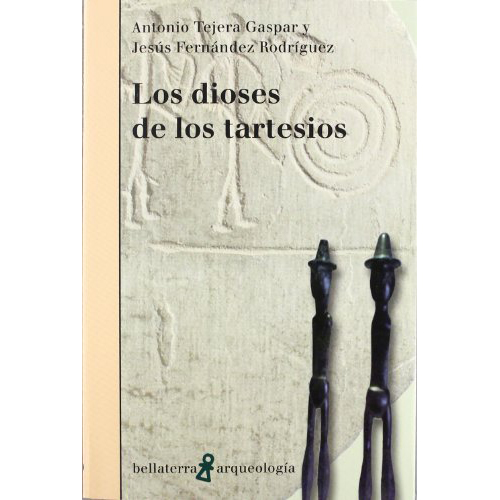 Antonio Tejera Gaspar y
Jesús Fernández Rodríguez
Los dioses
de los tartesios
bellaterra arqueología